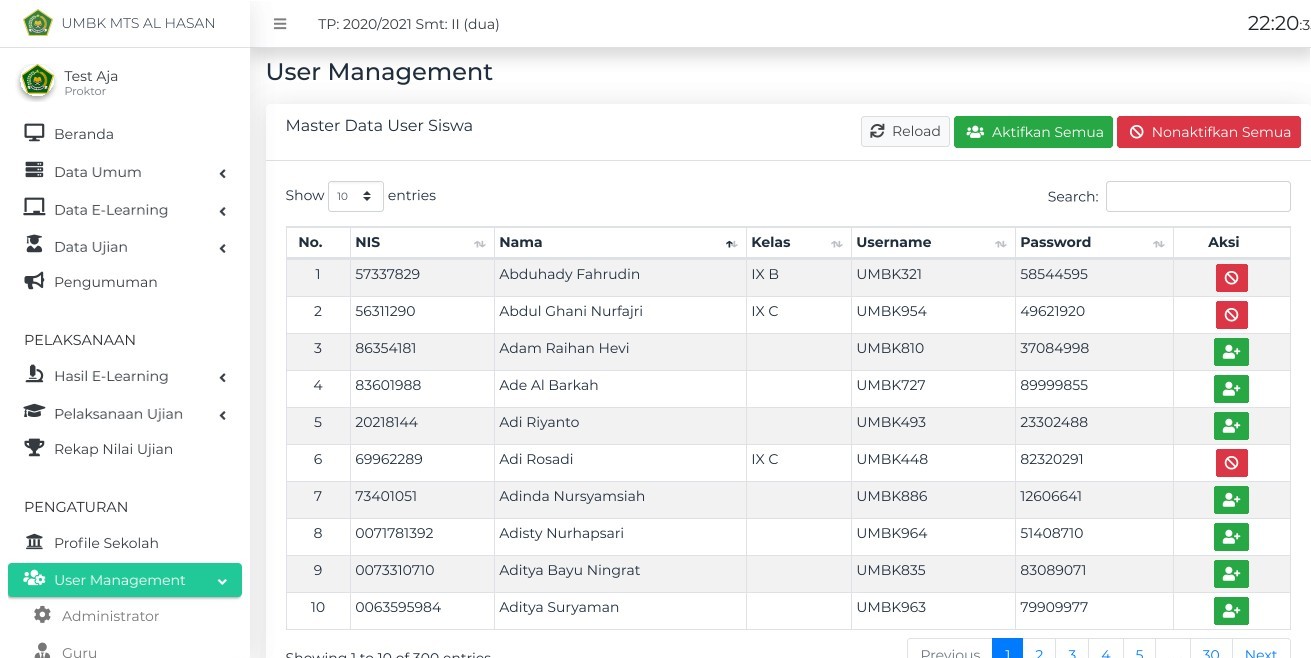 UMBK MTS AL HASAN
TP: 2020/2021 Smt: II (dua)
22:20:3
Test Aja
Proktor
Beranda
Data Umum
Data E-Learning
Data Ujian
Pengumuman
PELAKSANAAN
Hasil E-Learning
Pelaksanaan Ujian
Rekap Nilai Ujian
PENGATURAN
Profile Sekolah
User Management
Administrator
Guru
User Management
Master Data User Siswa
Reload Aktifkan Semua Nonaktifkan Semua
Show 10 entries Search:
No. NIS Nama Kelas Username Password Aksi
1 57337829 Abduhady Fahrudin IX B UMBK321 58544595
2 56311290 Abdul Ghani Nurfajri IX C UMBK954 49621920
3 86354181 Adam Raihan Hevi UMBK810 37084998
4 83601988 Ade Al Barkah UMBK727 89999855
5 20218144 Adi Riyanto UMBK493 23302488
6 69962289 Adi Rosadi IX C UMBK448 82320291
7 73401051 Adinda Nursyamsiah UMBK886 12606641
8 0071781392 Adisty Nurhapsari UMBK964 51408710
9 0073310710 Aditya Bayu Ningrat UMBK835 83089071
10 0063595984 Aditya Suryaman UMBK963 79909977
Showing 1 to 10 of 300 entries
Previous 1 2 3 4 5 ... 30 Next